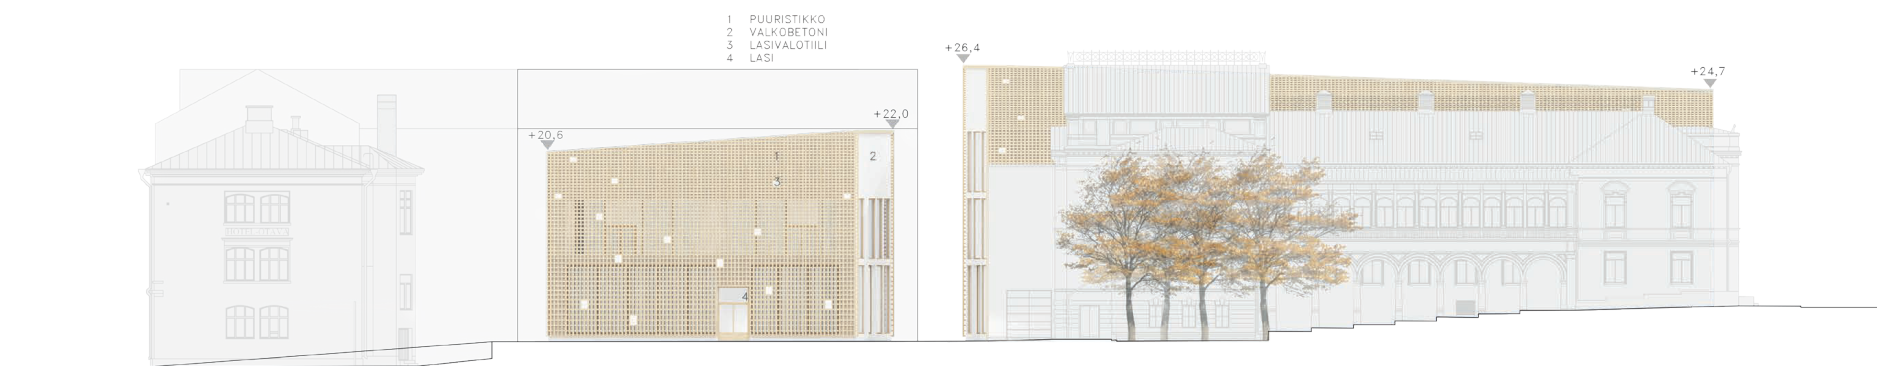 1 PUURISTIKKO
2 VALKOBETONI
3 LASIVALOTIILI
4 LASI
+26,4
+24,7
+22,0
+20,6
1
2
3
4